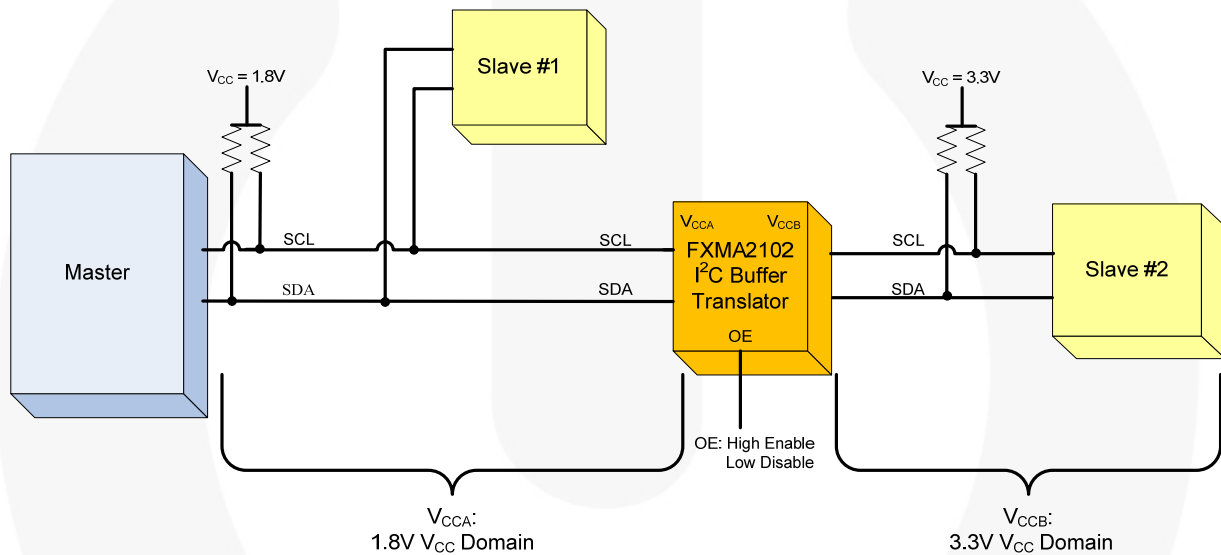 Slave #1
VCC = 1.8V
VCC = 3.3V
Master
SCL
SCL
SDA
SDA
VCCA VCCB
FXMA2102
I2C Buffer
Translator
OE
SCL
SDA
Slave #2
OE: High Enable
Low Disable
VCCA:
1.8V VCC Domain
VCCB:
3.3V VCC Domain